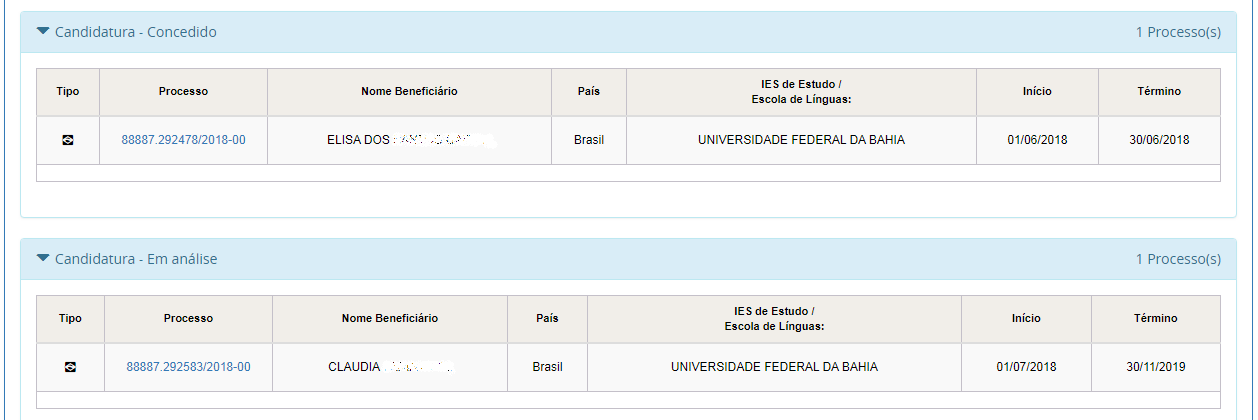 Candidatura - Concedido 1 Processo(s)
Tipo Processo Nome Beneficiário País IES de Estudo / Início Término
Escola de Línguas:
88887.292478/2018-00 ELISA DOS Brasil UNIVERSIDADE FEDERAL DA BAHIA 01/06/2018 30/06/2018
Candidatura - Em análise 1 Processo(s)
Tipo Processo Nome Beneficiário País IES de Estudo / Início Término
Escola de Línguas:
88887.292583/2018-00 CLAUDIA Brasil UNIVERSIDADE FEDERAL DA BAHIA 01/07/2018 30/11/2019